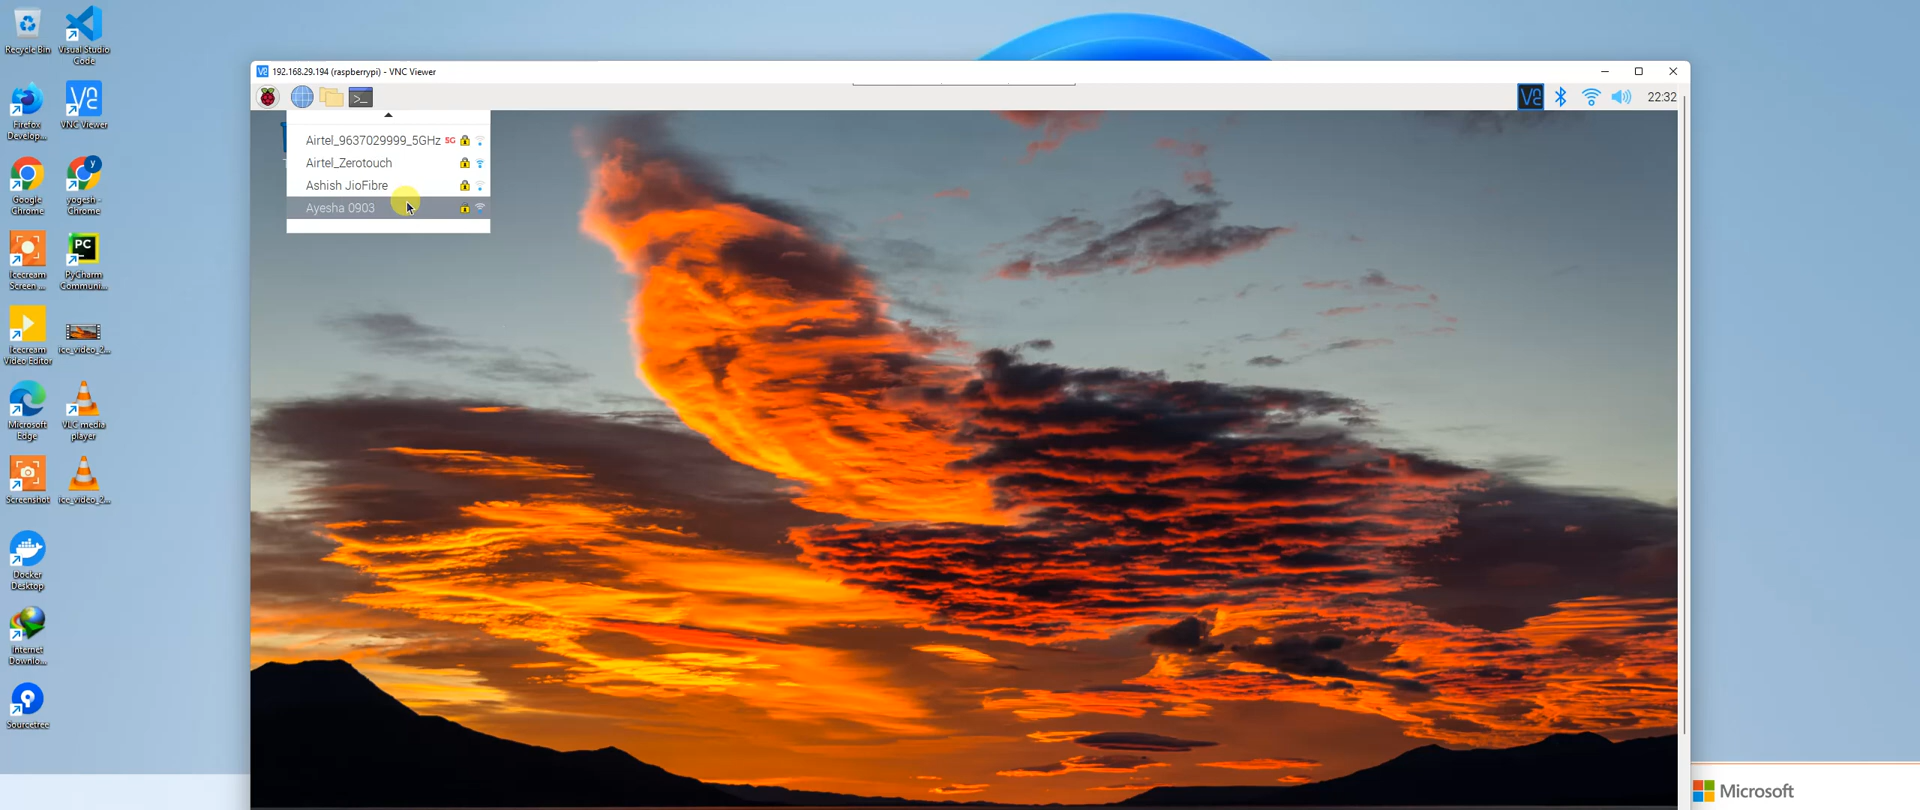 Recycle Bin
Visual Studio
Code
Firefox
Develop...
VNC Viewer
Google
Chrome
yogesh -
Chrome
Icecream
Screen ...
PyCharm
Communi...
Icecream
Video Editor
ice_video_2...
Microsoft
Edge
VLC media
player
Screenshot
ice_video_2...
Docker
Desktop
Internet
Downlo...
Sourcetree
192.168.29.194 (raspberrypi) - VNC Viewer
22:32
Airtel_9637029999_5GHz 5G
Airtel_Zerotouch
Ashish JioFibre
Ayesha 0903
PC
Microsoft